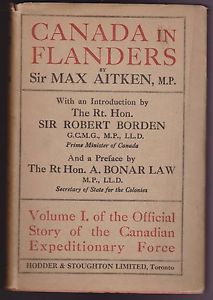 CANADA IN
FLANDERS
BY
Sir MAX AITKEN, M.P.
With an Introduction by
The Rt. Hon.
SIR ROBERT BORDEN
G.C.M.G., M.P., LL.D.
Prime Minister of Canada
And a Preface by
The Rt Hon. A. BONAR LAW
M.P., LL.D.
Secretary of State for the Colonies
Volume I. of the Official
Story of the Canadian
Expeditionary Force
HODDER & STOUGHTON LIMITED, Toronto